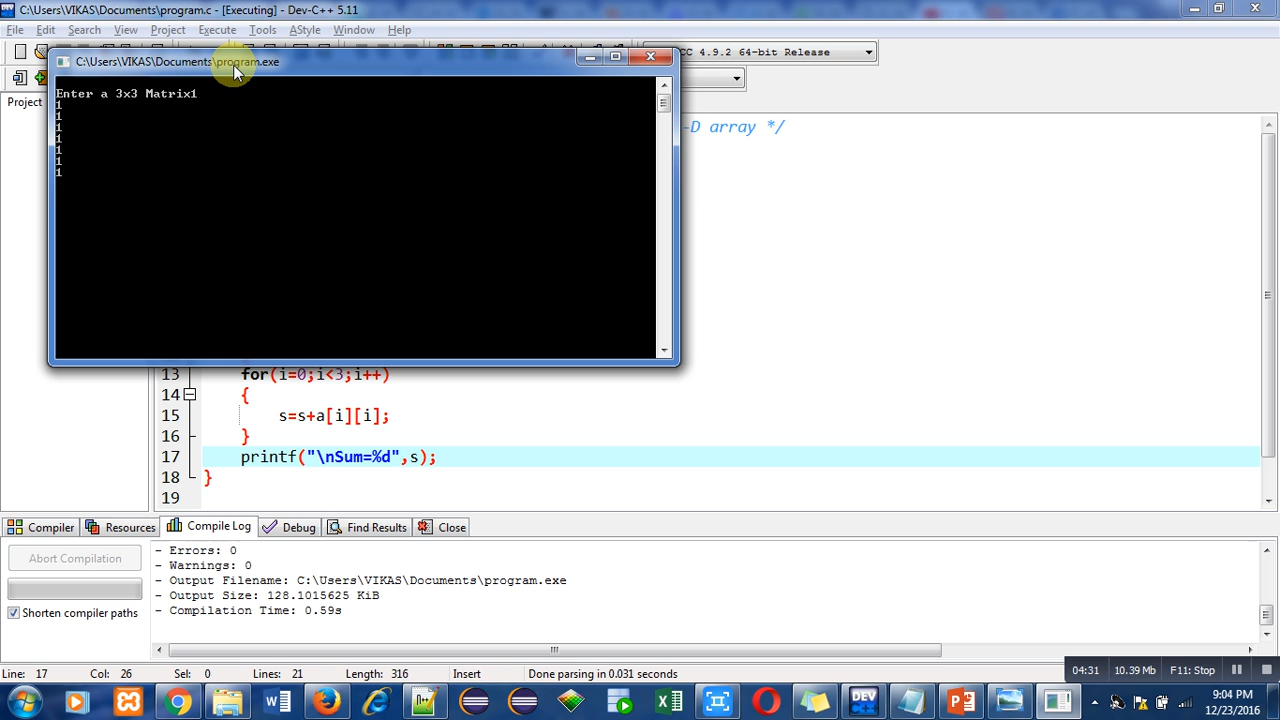 C:\Users\VIKAS\Documents\program.c - [Executing] - Dev-C++ 5.11
File Edit Search View Project Execute Tools AStyle Window Help
CC 4.9.2 64-bit Release
C:\Users\VIKAS\Documents\program.exe
Project
Enter a 3x3 Matrix1
1
1
1
1
1
1
1
-D array */
13 for(i=0;i<3;i++)
14 {
15 s=s+a[i][i];
16 }
17 printf("\nSum=%d",s);
18 }
19
Compiler Resources Compile Log Debug Find Results Close
Abort Compilation
Shorten compiler paths
- Errors: 0
- Warnings: 0
- Output Filename: C:\Users\VIKAS\Documents\program.exe
- Output Size: 128.1015625 KiB
- Compilation Time: 0.59s
Line: 17 Col: 26 Sel: 0 Lines: 21 Length: 316 Insert Done parsing in 0.031 seconds
04:31 10.39 Mb F11: Stop
DEV
9:04 PM
12/23/2016